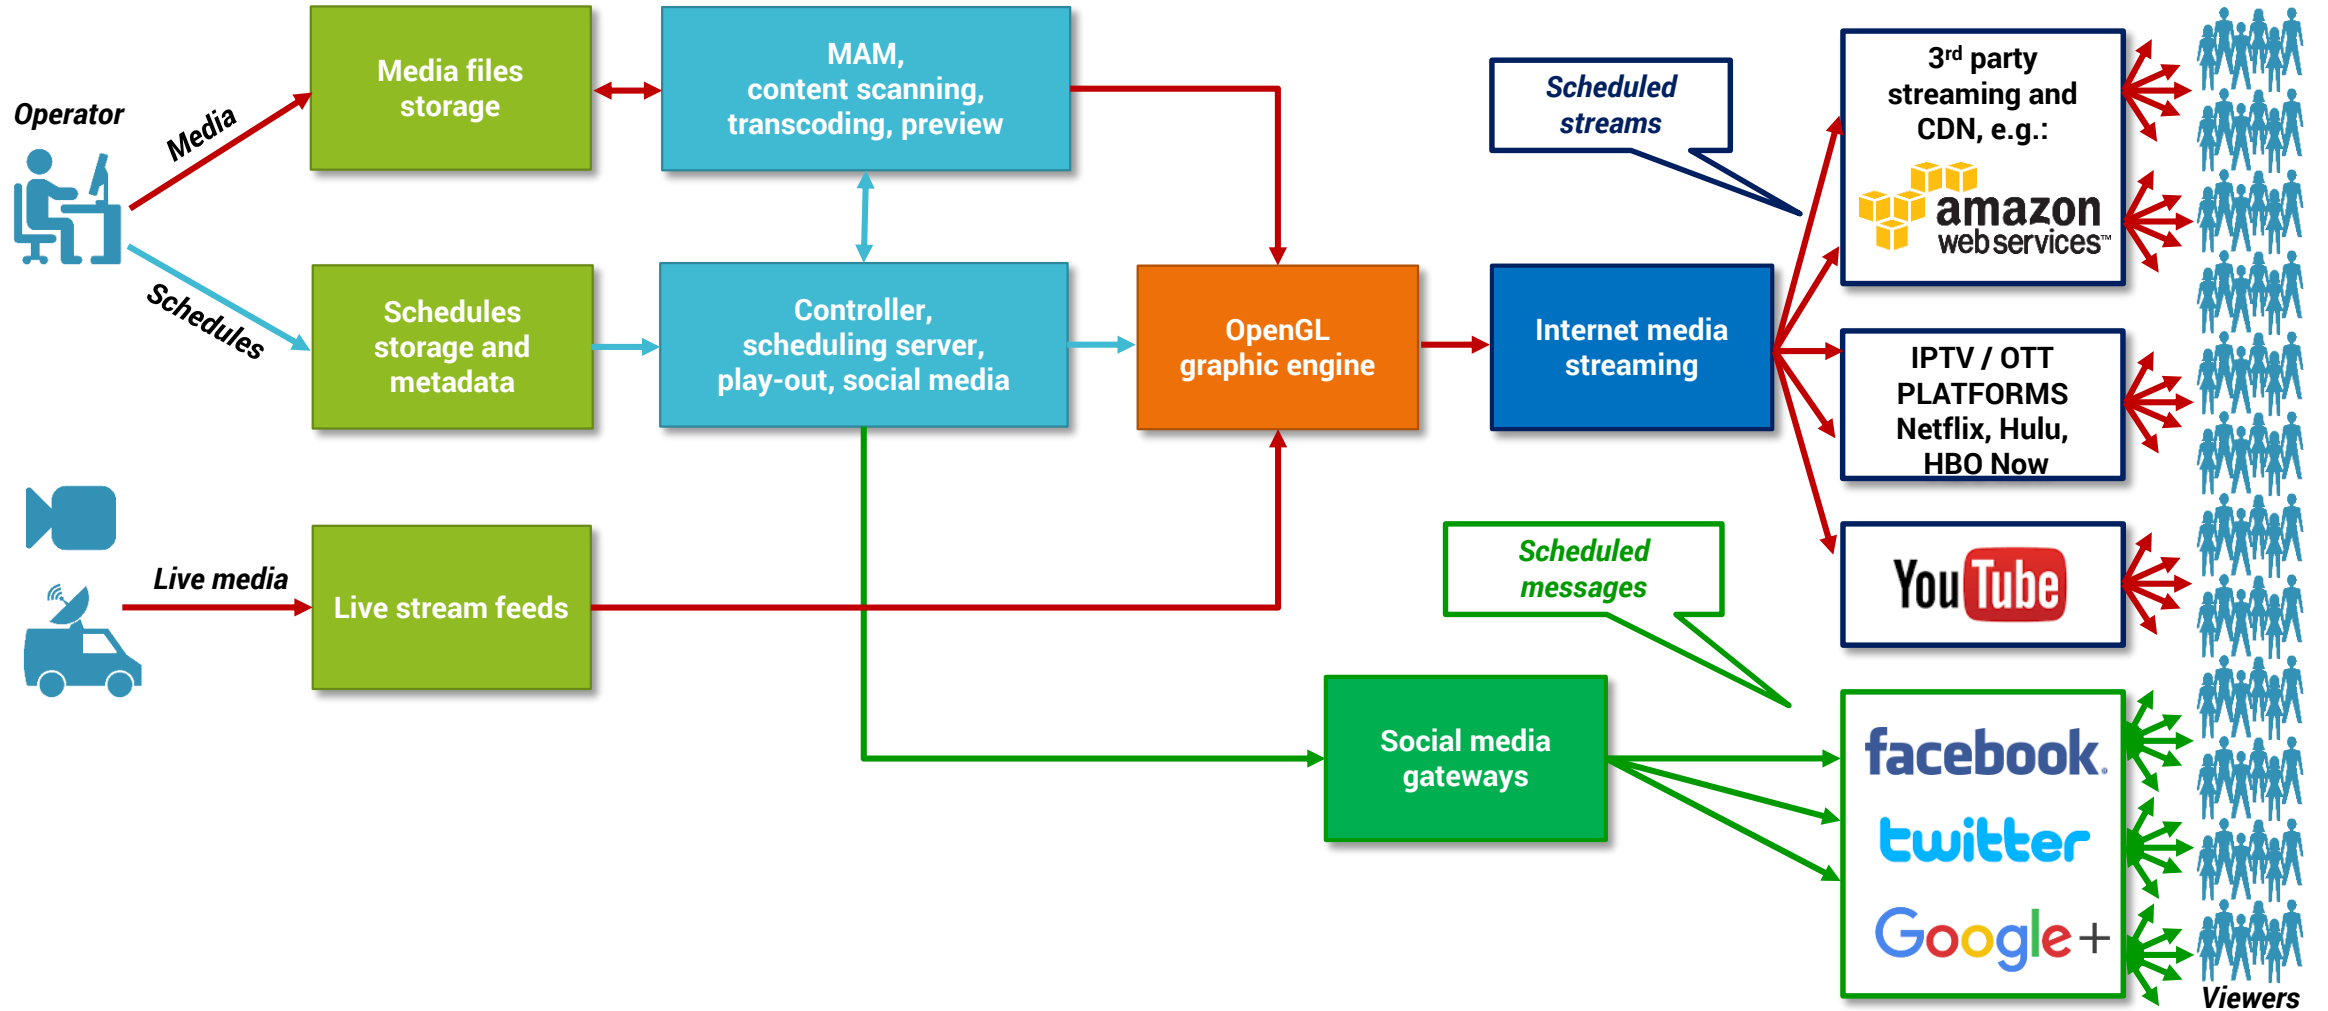 Operator
Media
Schedules
Media files
storage
MAM,
content scanning,
transcoding, preview
Scheduled
streams
3rd party
streaming and
CDN, e.g.:
amazon
web services™
Schedules
storage and
metadata
Controller,
scheduling server,
play-out, social media
OpenGL
graphic engine
Internet media
streaming
IPTV / OTT
PLATFORMS
Netflix, Hulu,
HBO Now
Live media
Live stream feeds
Scheduled
messages
YouTube
Social media
gateways
facebook.
twitter
Google+
Viewers